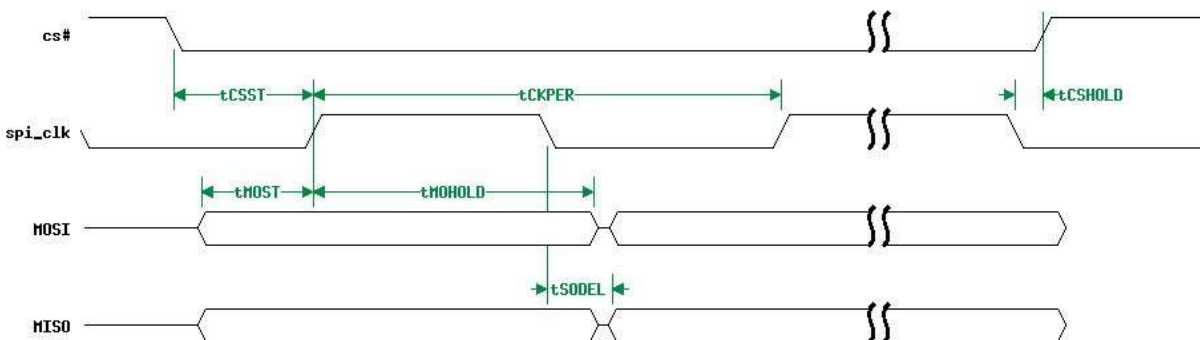 cs#
tCSST
tCKPER
tCSHOLD
spi_clk
tMOST
tMOHOLD
MOSI
tSODEL
MISO